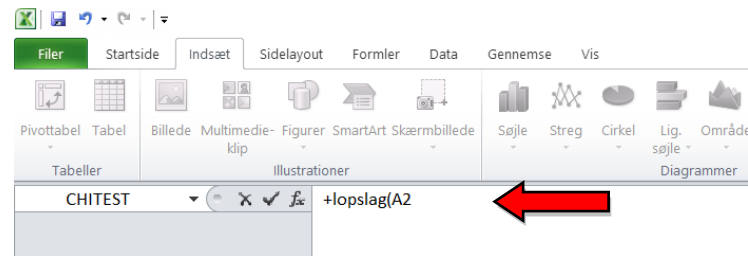 Filer Startside Indsæt Sidelayout Formler Data Gennemse Vis
Pivottabel Tabel Billede Multimedie- Figurer SmartArt Skærmbillede Søjle Streg Cirkel Lig. Område
klip søjle
Tabeller Illustrationer Diagrammer
CHITEST fx +lopslag(A2